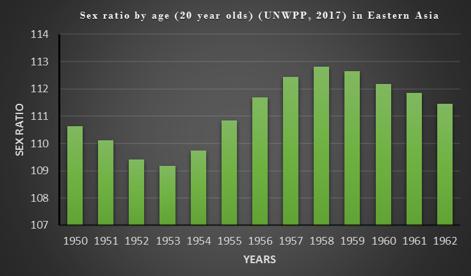 Sex ratio by age (20 year olds) (UNWPP, 2017) in Eastern Asia
114
113
112
111
110
109
108
107
SEX RATIO
1950 1951 1952 1953 1954 1955 1956 1957 1958 1959 1960 1961 1962
YEARS